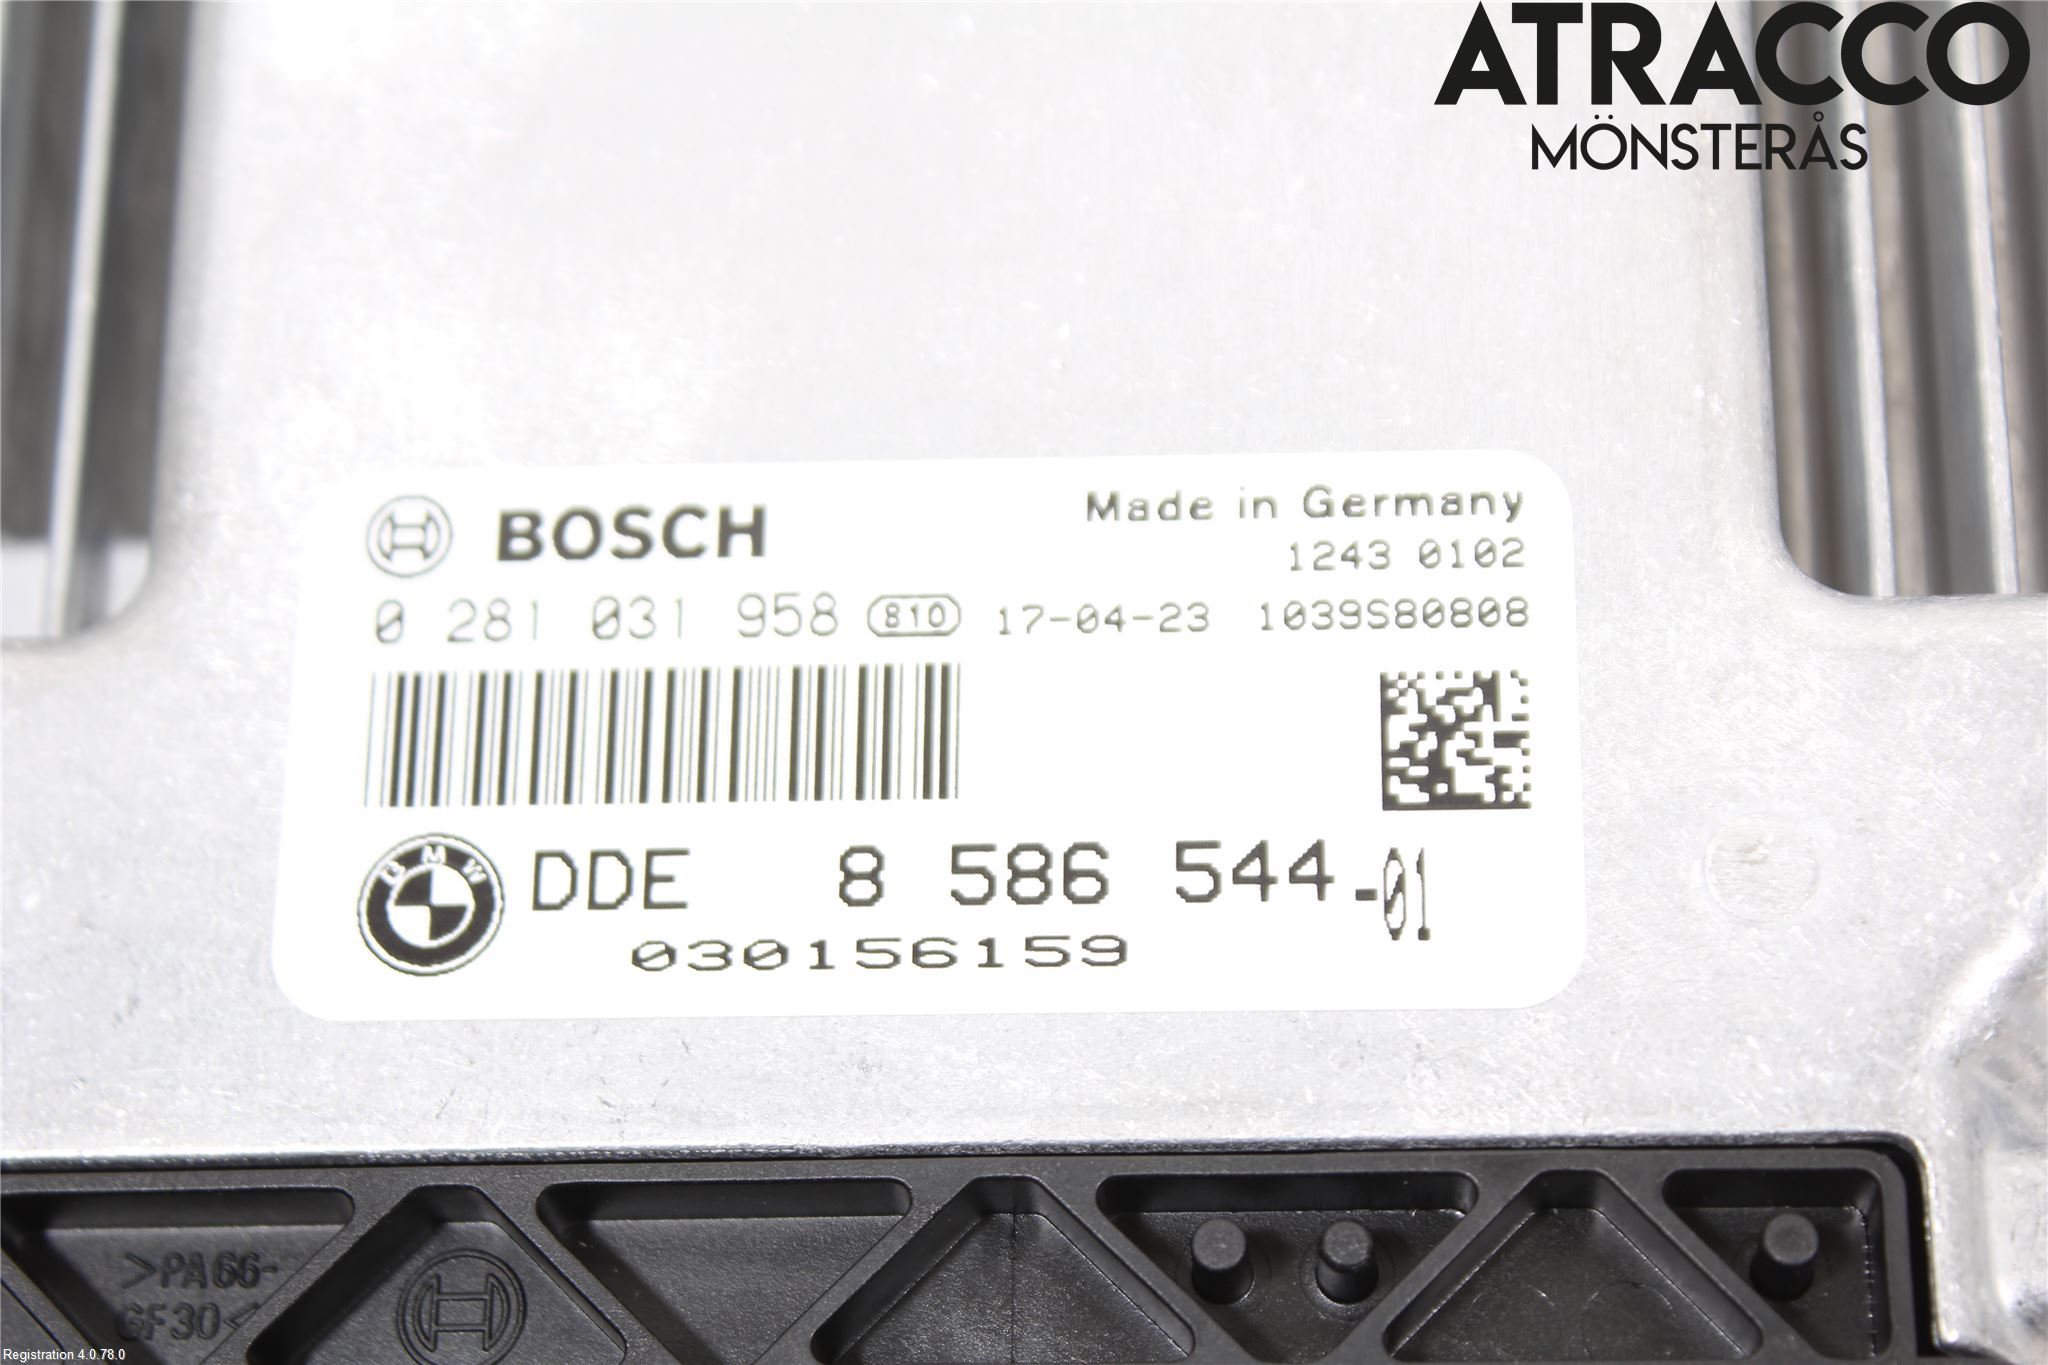 ATRACCO
MÖNSTERÅS
BOSCH
Made in Germany
1243 0102
0 281 031 958 810 17-04-23 1039S80808
BMW
DDE 8 586 544-01
030156159
>PA66-
GF30<
Registration 4.0.78.0